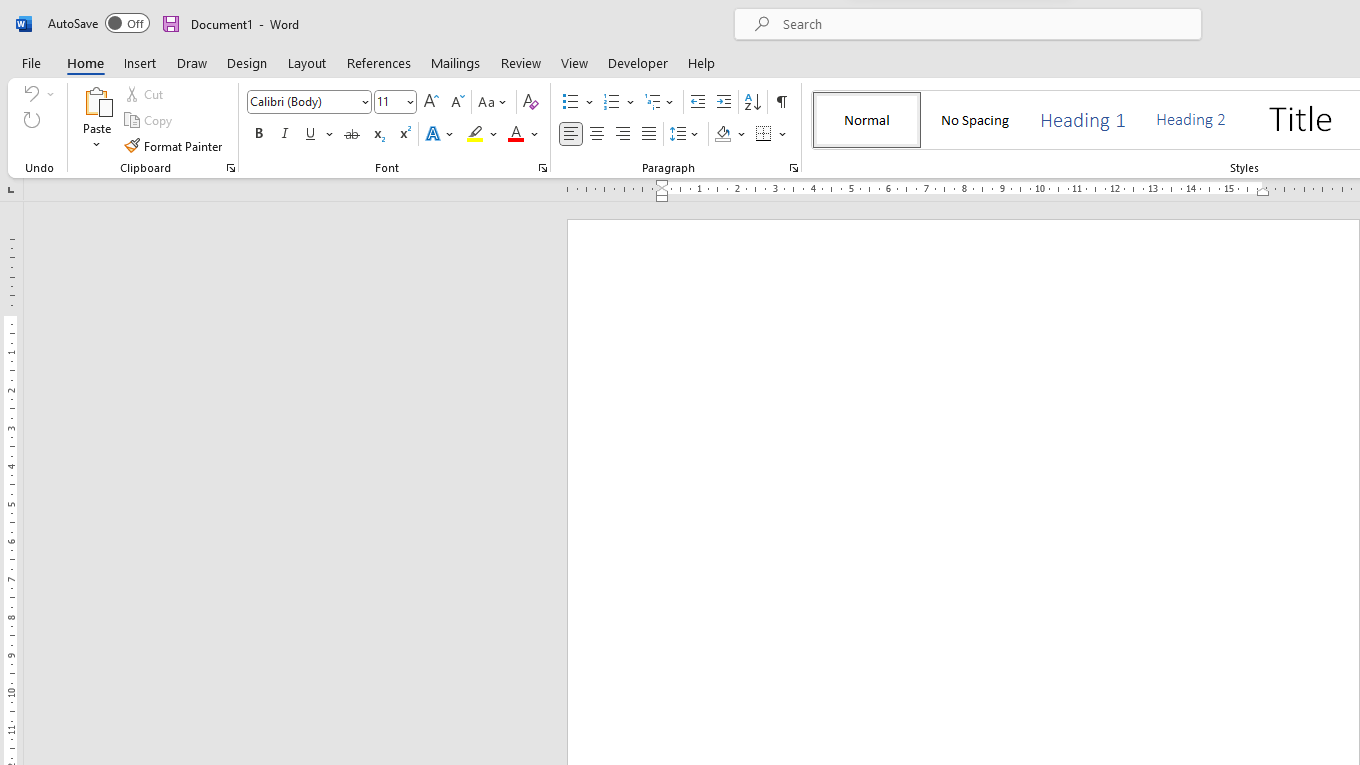 AutoSave Off Document1 - Word Search
File Home Insert Draw Design Layout References Mailings Review View Developer Help
Paste
Cut
Copy
Format Painter
Calibri (Body) 11
Normal No Spacing Heading 1 Heading 2 Title
Undo Clipboard Font Paragraph Styles
1 2 3 4 5 6 7 8 9 10 11 12 13 14 15
1
2
3
4
5
6
7
8
9
10
11